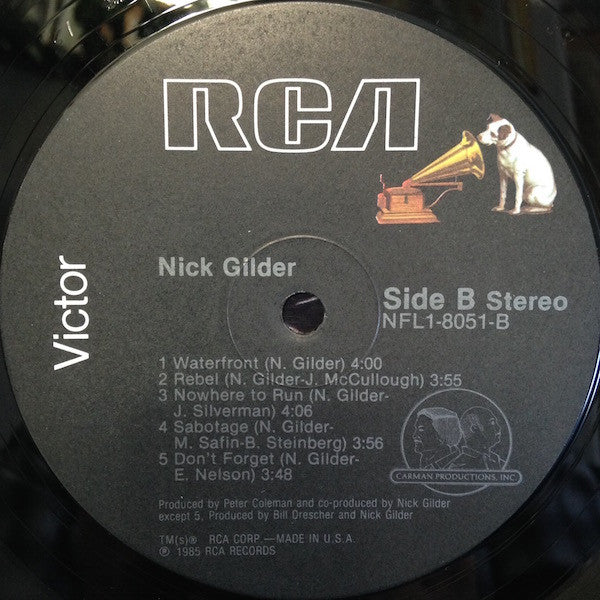 RCA
Victor
Nick Gilder
Side B Stereo
NFL1-8051-B
1 Waterfront (N. Gilder) 4:00
2 Rebel (N. Gilder-J. McCullough) 3:55
3 Nowhere to Run (N. Gilder-
J. Silverman) 4:06
4 Sabotage (N. Gilder-
M. Safin-B. Steinberg) 3:56
5 Don't Forget (N. Gilder-
E. Nelson) 3:48
CARMAN PRODUCTIONS, INC.
Produced by Peter Coleman and co-produced by Nick Gilder
except 5, Produced by Bill Drescher and Nick Gilder
TM(s)® RCA CORP.—MADE IN U.S.A.
℗ 1985 RCA RECORDS